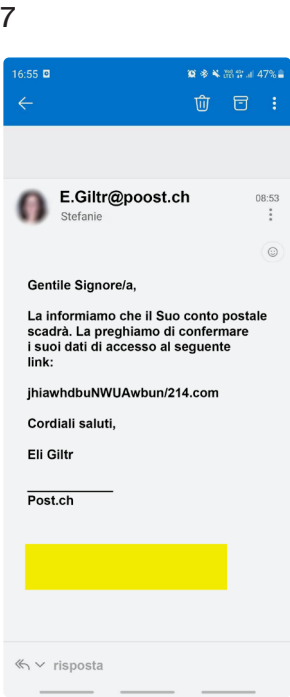 7
16:55 47%
E.Giltr@poost.ch 08:53
Stefanie
Gentile Signore/a,
La informiamo che il Suo conto postale
scadrà. La preghiamo di confermare
i suoi dati di accesso al seguente
link:
jhiawhdbuNWUAwbun/214.com
Cordiali saluti,
Eli Giltr
Post.ch
risposta